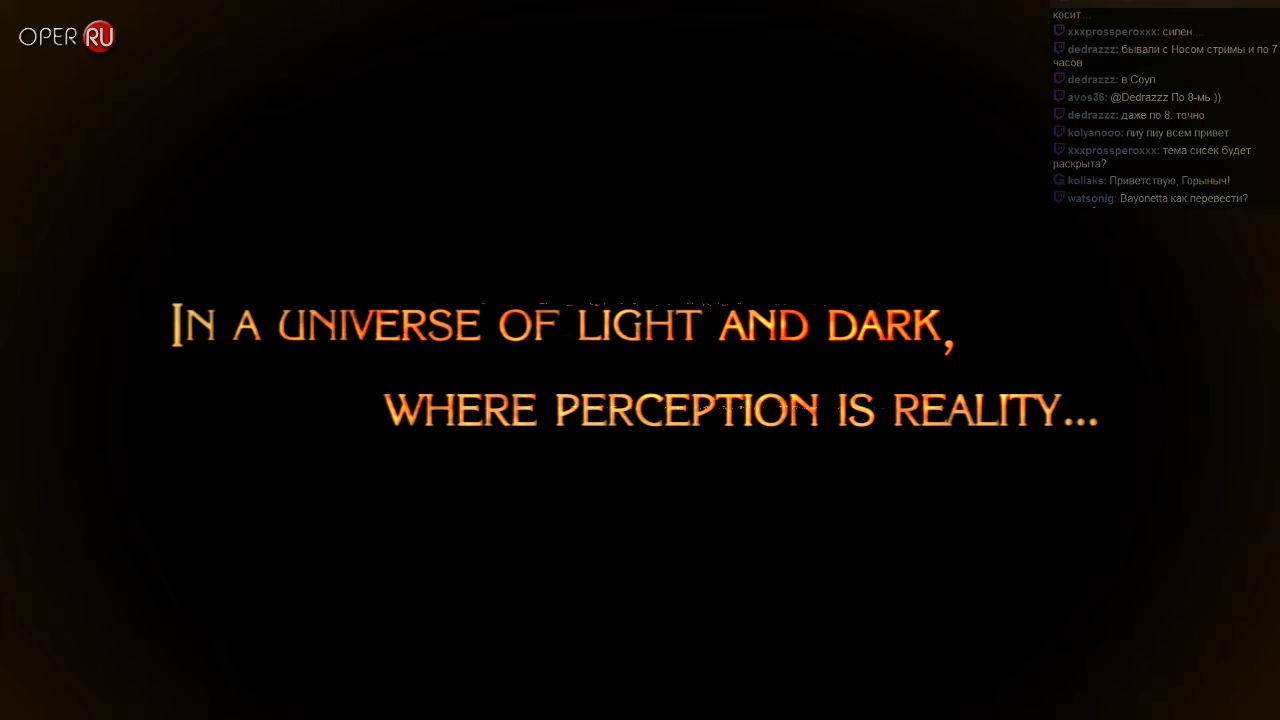 OPER RU
косит....
xxxprossperoxxx: силен....
dedrazzz: бывали с Носом стримы и по 7
часов
dedrazzz: в Соул
avos36: @Dedrazzz По 8-мь ))
dedrazzz: даже по 8. точно
kolyanooo: пиу пиу всем привет
xxxprossperoxxx: тема сисек будет
раскрыта?
kollaks: Приветствую, Горыныч!
watsonlg: Bayonetta как перевести?
IN A UNIVERSE OF LIGHT AND DARK,
WHERE PERCEPTION IS REALITY...